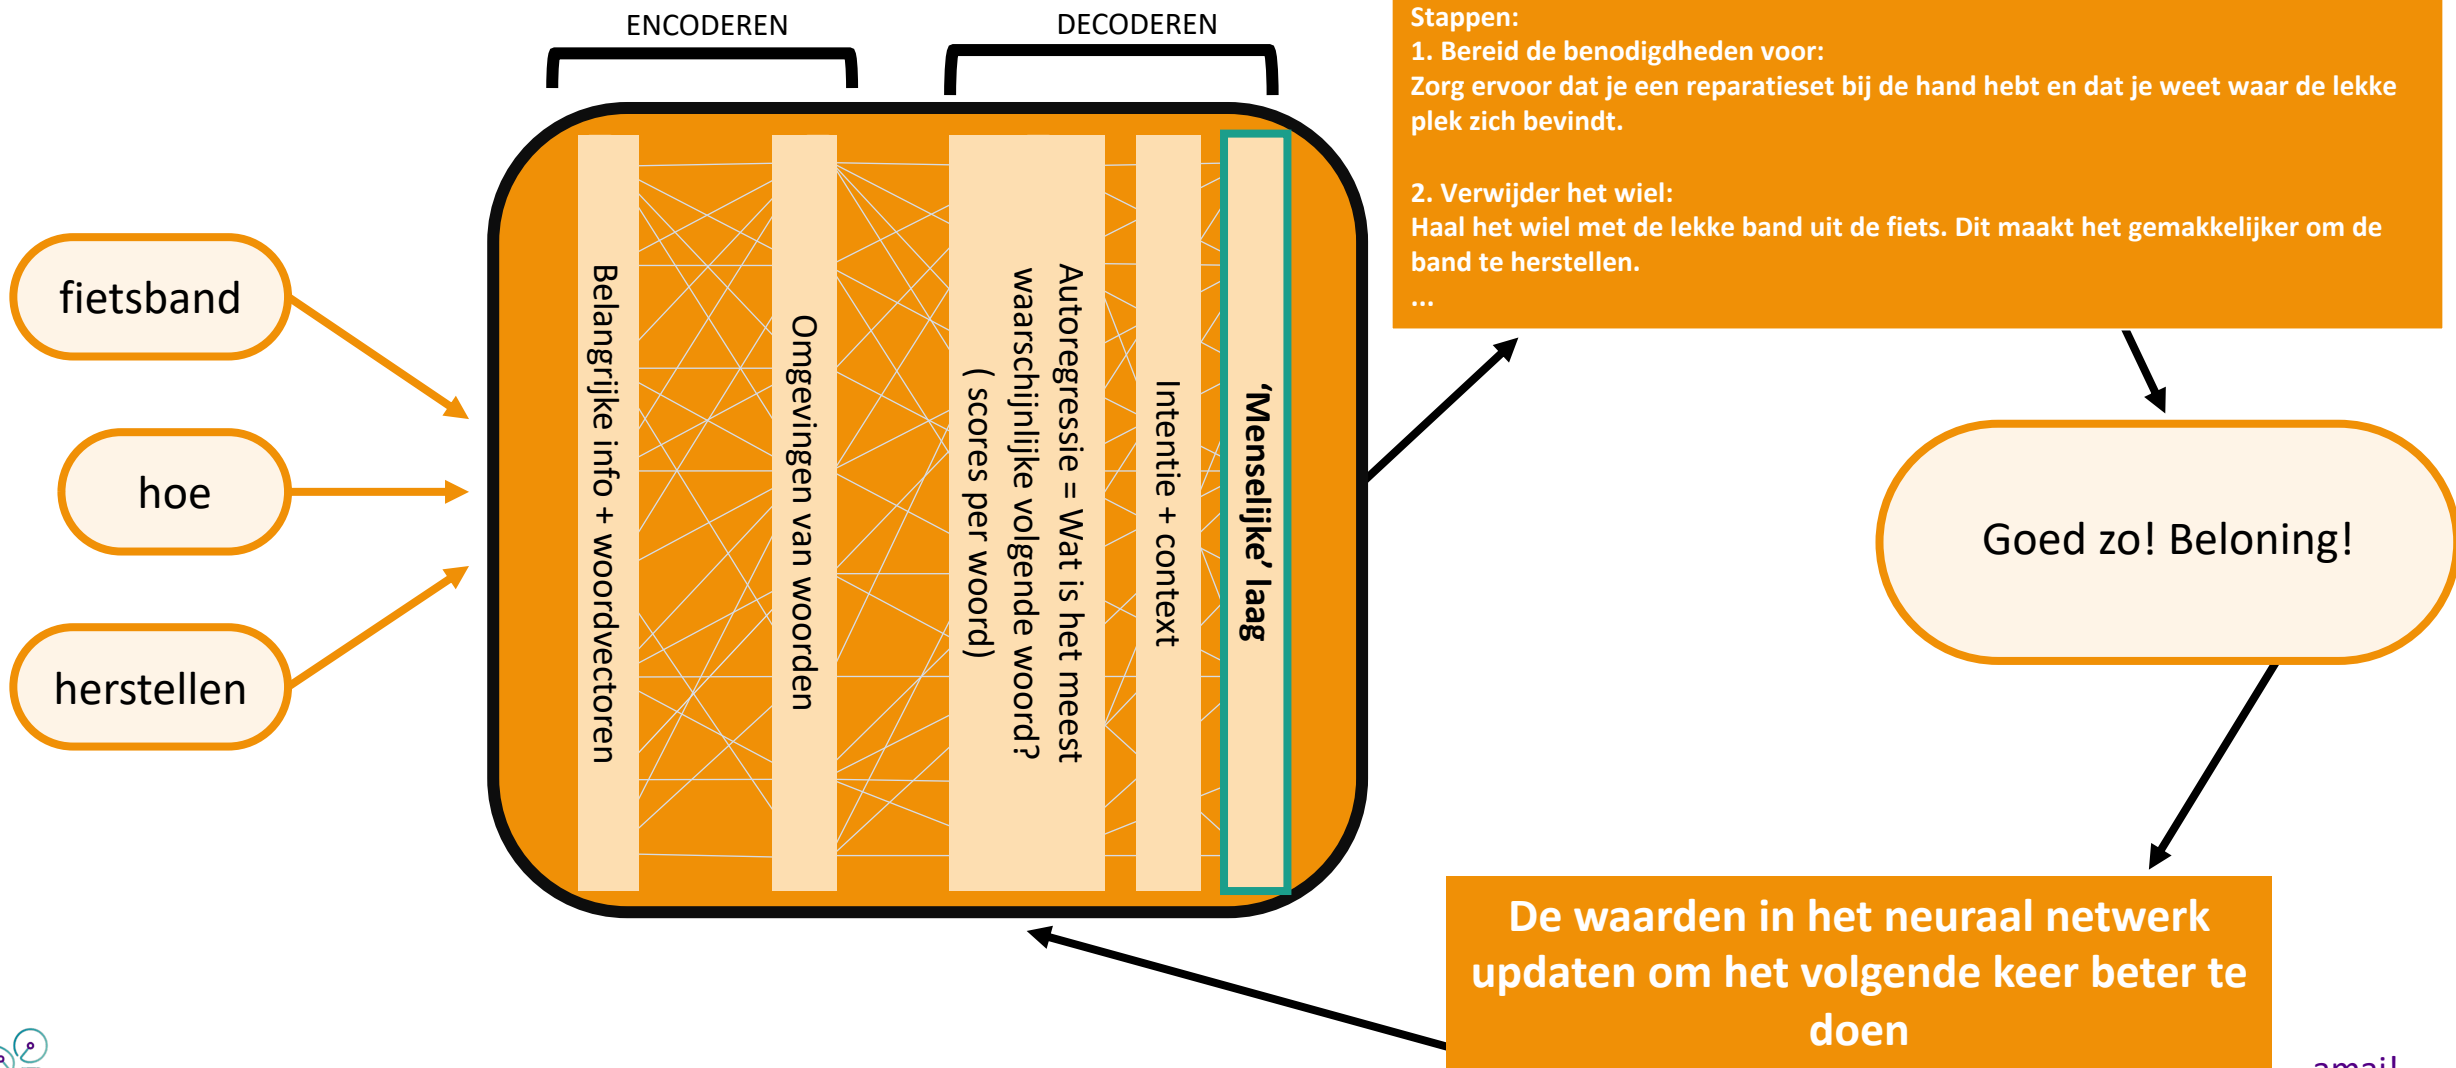 ENCODEREN
DECODEREN
Stappen:
1. Bereid de benodigdheden voor:
Zorg ervoor dat je een reparatieset bij de hand hebt en dat je weet waar de lekke
plek zich bevindt.
2. Verwijder het wiel:
Haal het wiel met de lekke band uit de fiets. Dit maakt het gemakkelijker om de
band te herstellen.
...
fietsband
hoe
herstellen
Belangrijke info + woordvectoren
Omgevingen van woorden
Autoregressie = Wat is het meest
waarschijnlijke volgende woord?
( scores per woord)
Intentie + context
‘Menselijke’ laag
Goed zo! Beloning!
De waarden in het neuraal netwerk
updaten om het volgende keer beter te
doen